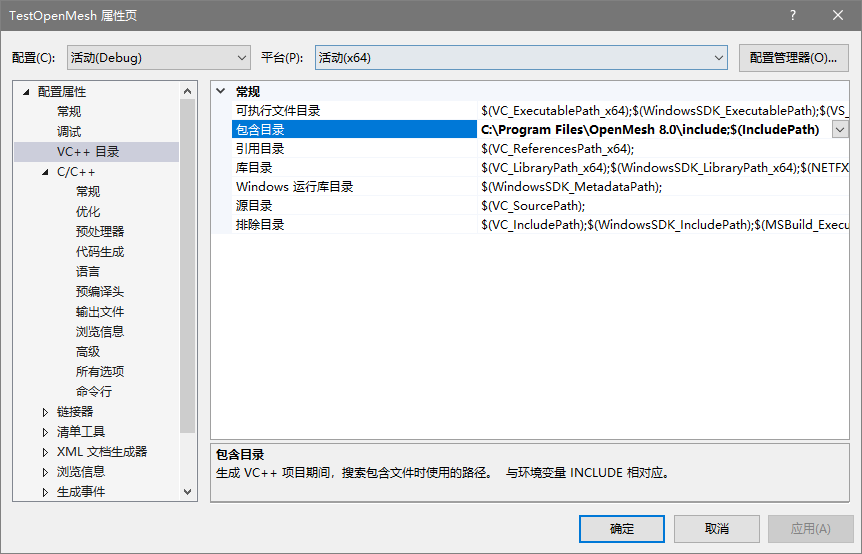 TestOpenMesh 属性页
配置(C): 活动(Debug) 平台(P): 活动(x64) 配置管理器(O)...
配置属性
常规
调试
VC++ 目录
C/C++
常规
优化
预处理器
代码生成
语言
预编译头
输出文件
浏览信息
高级
所有选项
命令行
链接器
清单工具
XML 文档生成器
浏览信息
生成事件
常规
可执行文件目录 $(VC_ExecutablePath_x64);$(WindowsSDK_ExecutablePath);$(VS_
包含目录 C:\Program Files\OpenMesh 8.0\include;$(IncludePath)
引用目录 $(VC_ReferencesPath_x64);
库目录 $(VC_LibraryPath_x64);$(WindowsSDK_LibraryPath_x64);$(NETFX
Windows 运行库目录 $(WindowsSDK_MetadataPath);
源目录 $(VC_SourcePath);
排除目录 $(VC_IncludePath);$(WindowsSDK_IncludePath);$(MSBuild_Execu
包含目录
生成 VC++ 项目期间，搜索包含文件时使用的路径。 与环境变量 INCLUDE 相对应。
确定 取消 应用(A)